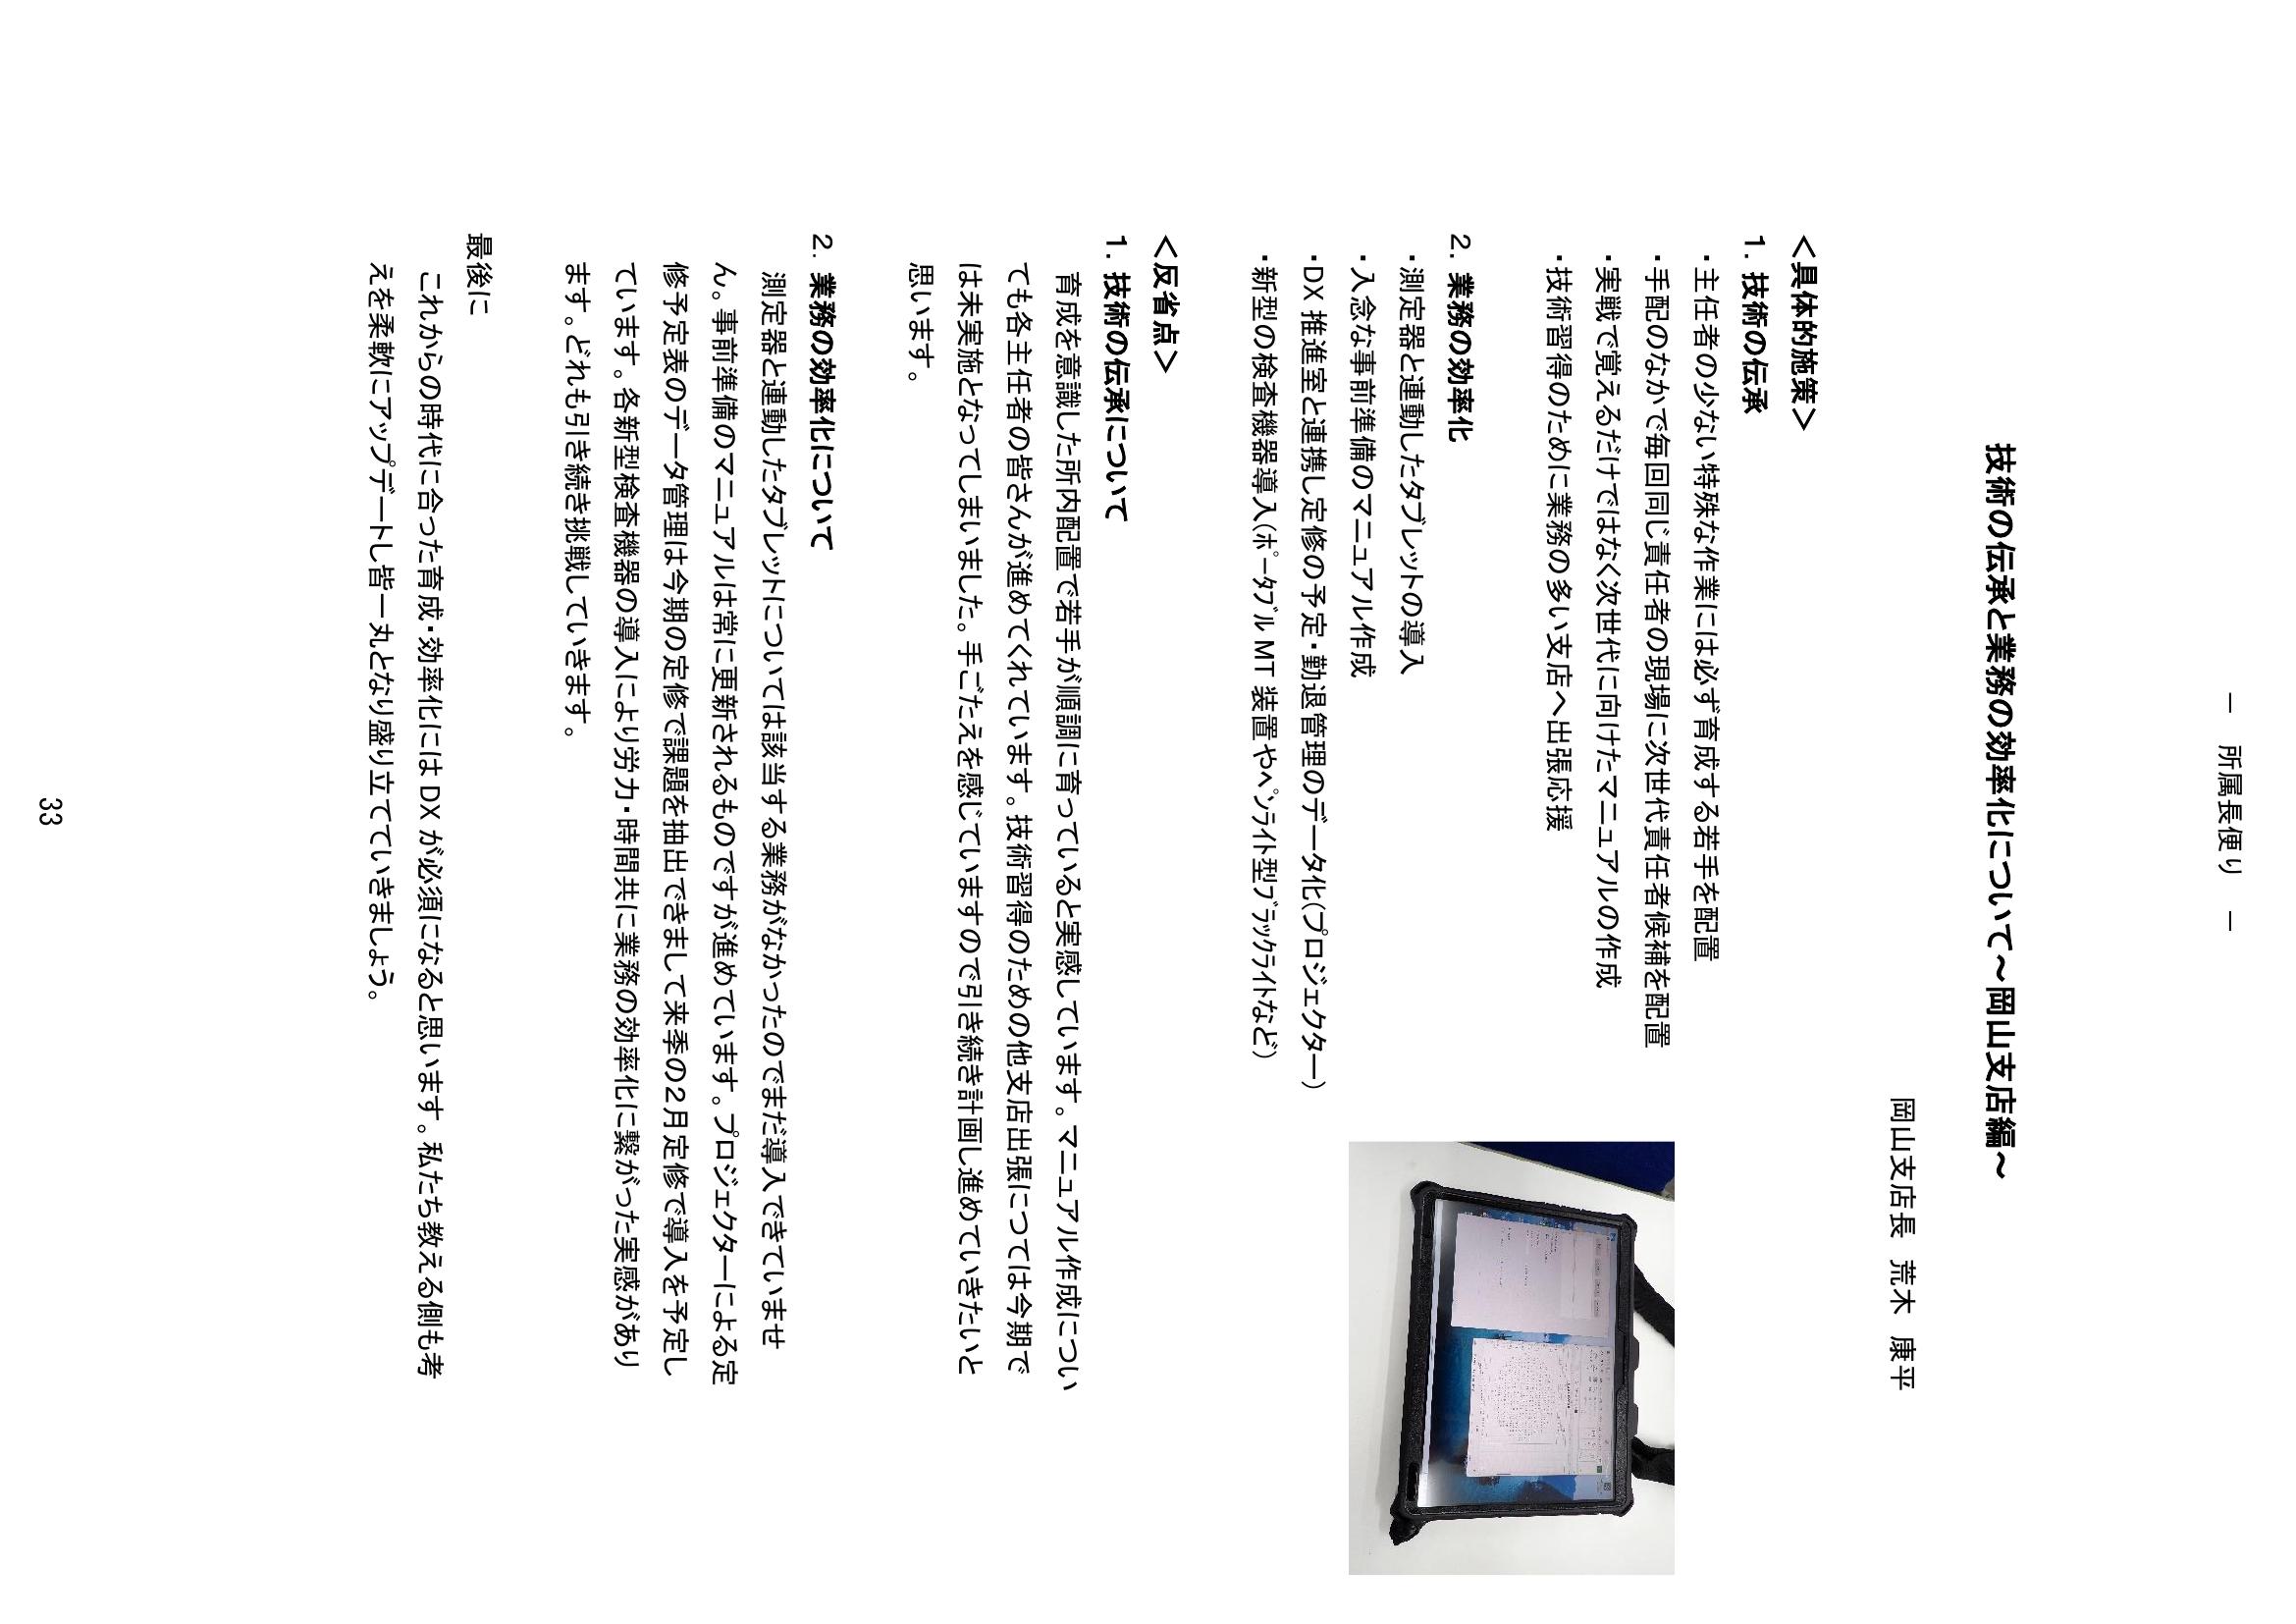 ― 所属長便り ―
技術の伝承と業務の効率化について～岡山支店編～
岡山支店長 荒木 康平
＜具体的施策＞
1. 技術の伝承
・主任者の少ない特殊な作業には必ず育成する若手を配置
・手配のなかで毎回同じ責任者の現場に次世代責任者候補を配置
・実戦で覚えるだけではなく次世代に向けたマニュアルの作成
・技術習得のために業務の多い支店へ出張応援
2. 業務の効率化
・測定器と連動したタブレットの導入
・入念な事前準備のマニュアル作成
・DX 推進室と連携し定修の予定・勤退管理のデータ化(プロジェクター)
・新型の検査機器導入(ﾎﾟｰﾀﾌﾞﾙ MT 装置やﾍﾟﾝﾗｲﾄ型ﾌﾞﾗｯｸﾗｲﾄなど)
＜反省点＞
1. 技術の伝承について
育成を意識した所内配置で若手が順調に育っていると実感しています。マニュアル作成につい
ても各主任者の皆さんが進めてくれています。技術習得のための他支店出張につては今期で
は未実施となってしまいました。手ごたえを感じていますので引き続き計画し進めていきたいと
思います。
2. 業務の効率化について
測定器と連動したタブレットについては該当する業務がなかったのでまだ導入できていませ
ん。事前準備のマニュアルは常に更新されるものですが進めています。プロジェクターによる定
修予定表のデータ管理は今期の定修で課題を抽出できまして来季の2月定修で導入を予定し
ています。各新型検査機器の導入により労力・時間共に業務の効率化に繋がった実感があり
ます。どれも引き続き挑戦していきます。
最後に
これからの時代に合った育成・効率化には DX が必須になると思います。私たち教える側も考
えを柔軟にアップデートし皆一丸となり盛り立てていきましょう。
33